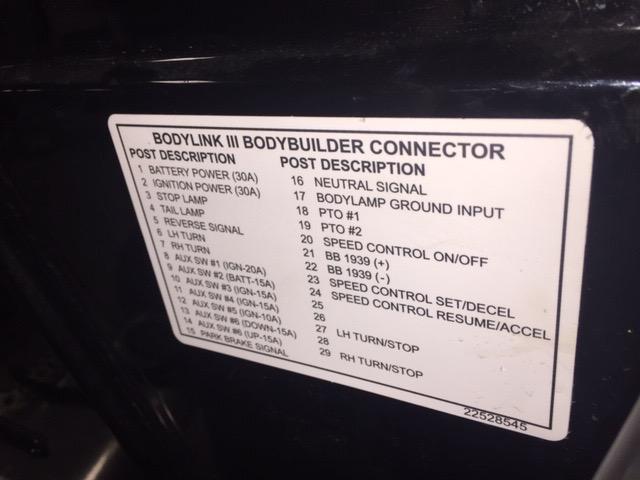 BODYLINK III BODYBUILDER CONNECTOR
POST DESCRIPTION
1 BATTERY POWER (30A)
2 IGNITION POWER (30A)
3 STOP LAMP
4 TAIL LAMP
5 REVERSE SIGNAL
6 LH TURN
7 RH TURN
8 AUX SW #1 (IGN-20A)
9 AUX SW #2 (BATT-15A)
10 AUX SW #3 (IGN-15A)
11 AUX SW #4 (IGN-15A)
12 AUX SW #5 (IGN-10A)
13 AUX SW #6 (DOWN-15A)
14 AUX SW #6 (UP-15A)
15 PARK BRAKE SIGNAL
POST DESCRIPTION
16 NEUTRAL SIGNAL
17 BODYLAMP GROUND INPUT
18 PTO #1
19 PTO #2
20 SPEED CONTROL ON/OFF
21 BB 1939 (+)
22 BB 1939 (-)
23 SPEED CONTROL SET/DECEL
24 SPEED CONTROL RESUME/ACCEL
25
26
27 LH TURN/STOP
28
29 RH TURN/STOP
22528545